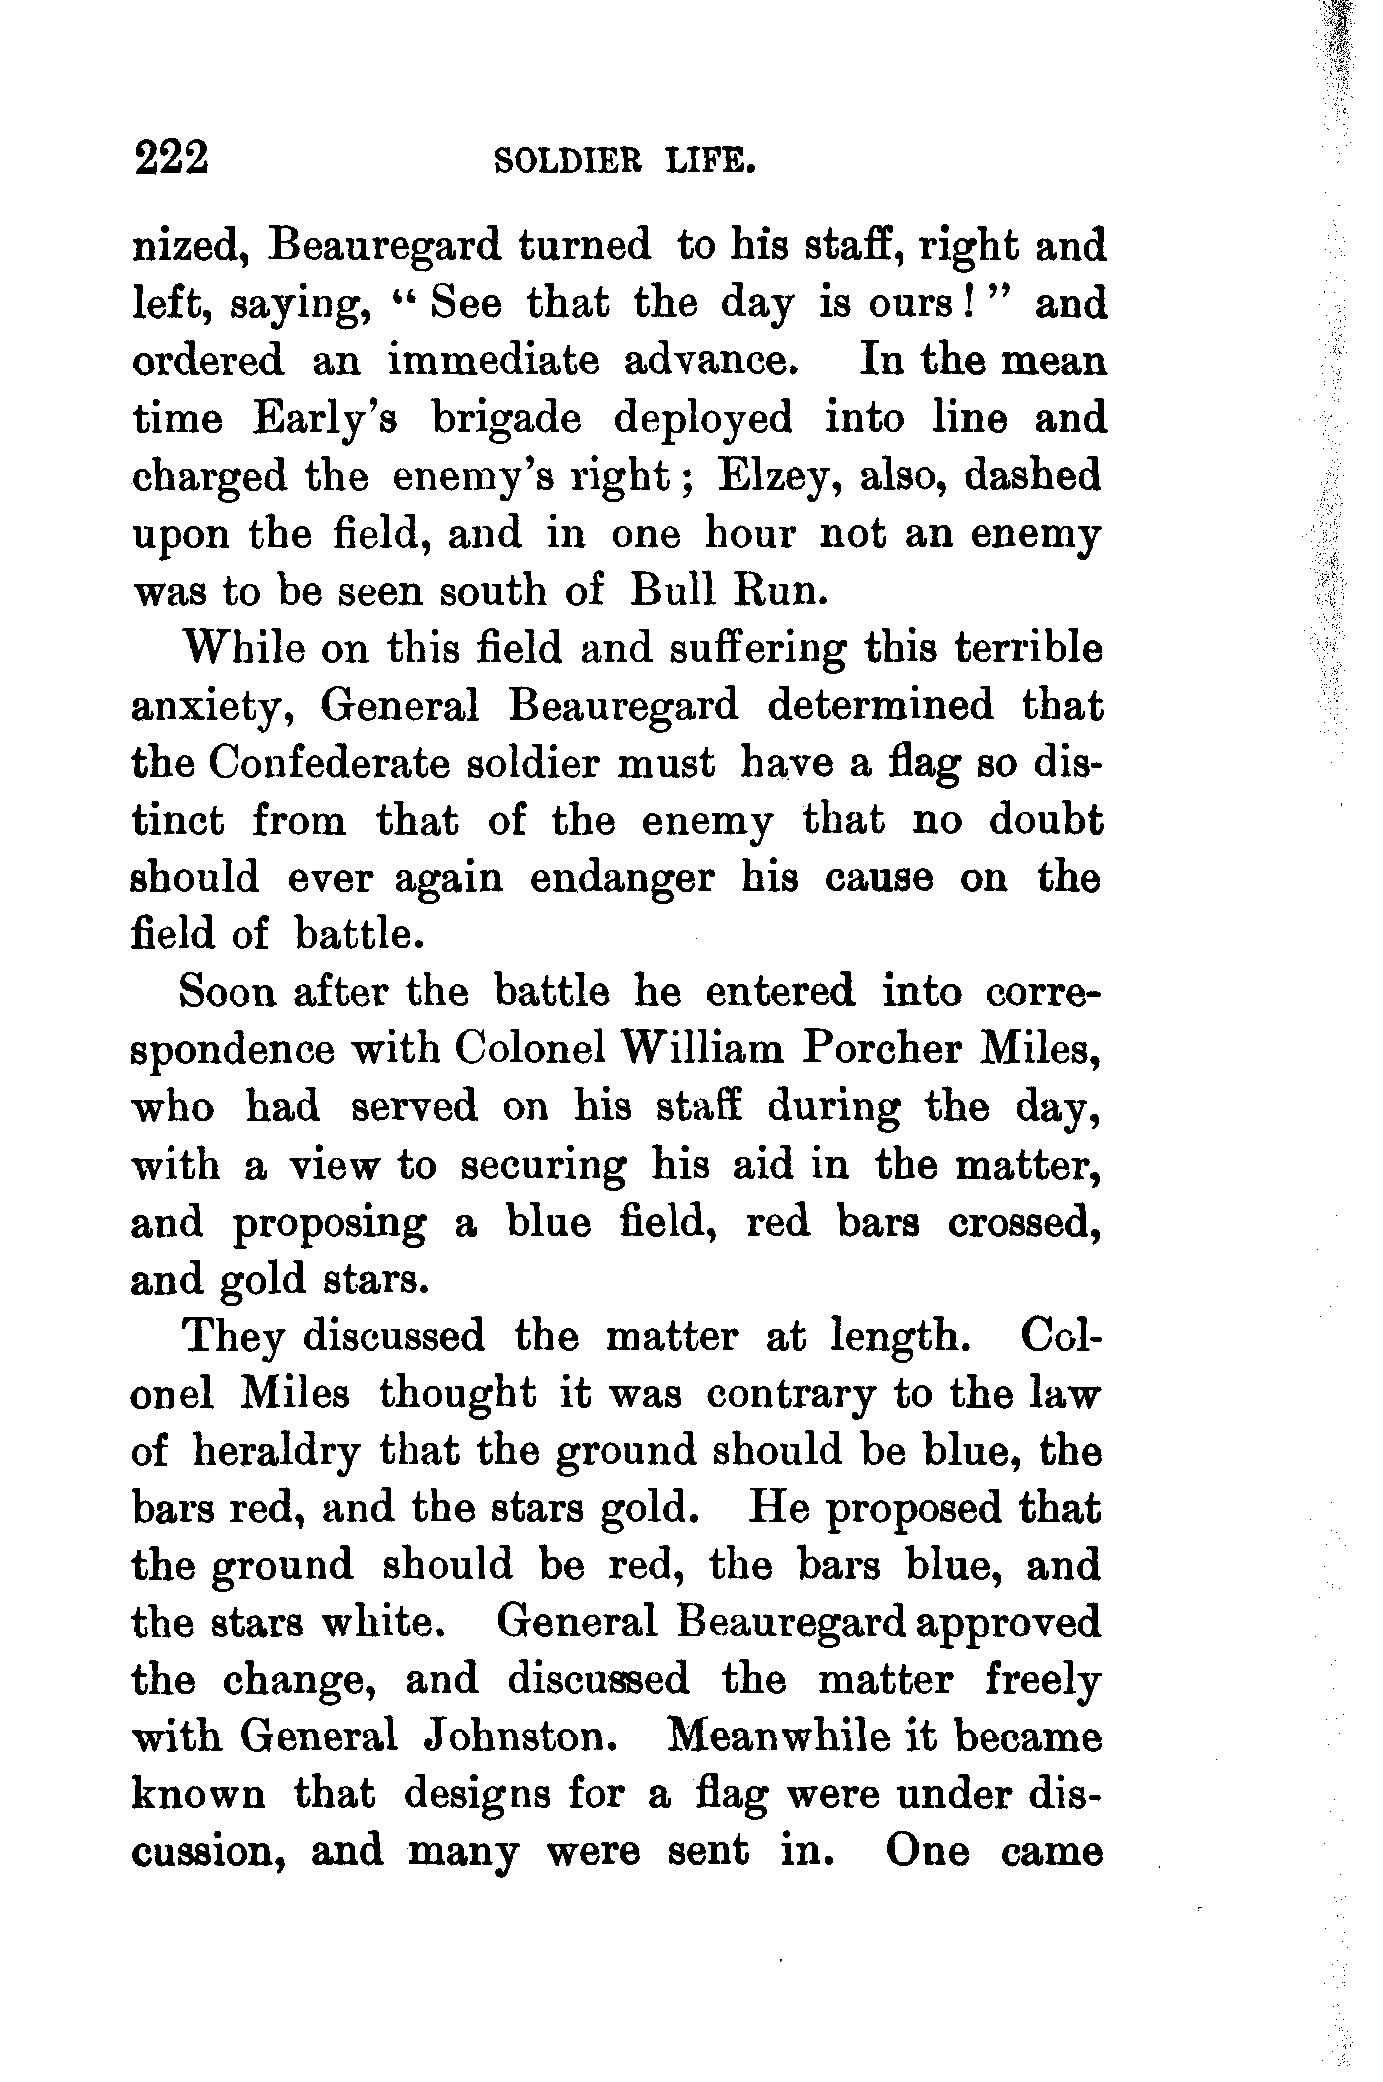 222 SOLDIER LIFE.
nized, Beauregard turned to his staff, right and
left, saying, “ See that the day is ours ! ” and
ordered an immediate advance. In the mean
time Early’s brigade deployed into line and
charged the enemy’s right ; Elzey, also, dashed
upon the field, and in one hour not an enemy
was to be seen south of Bull Run.
While on this field and suffering this terrible
anxiety, General Beauregard determined that
the Confederate soldier must have a flag so dis-
tinct from that of the enemy that no doubt
should ever again endanger his cause on the
field of battle.
Soon after the battle he entered into corre-
spondence with Colonel William Porcher Miles,
who had served on his staff during the day,
with a view to securing his aid in the matter,
and proposing a blue field, red bars crossed,
and gold stars.
They discussed the matter at length. Col-
onel Miles thought it was contrary to the law
of heraldry that the ground should be blue, the
bars red, and the stars gold. He proposed that
the ground should be red, the bars blue, and
the stars white. General Beauregard approved
the change, and discussed the matter freely
with General Johnston. Meanwhile it became
known that designs for a flag were under dis-
cussion, and many were sent in. One came